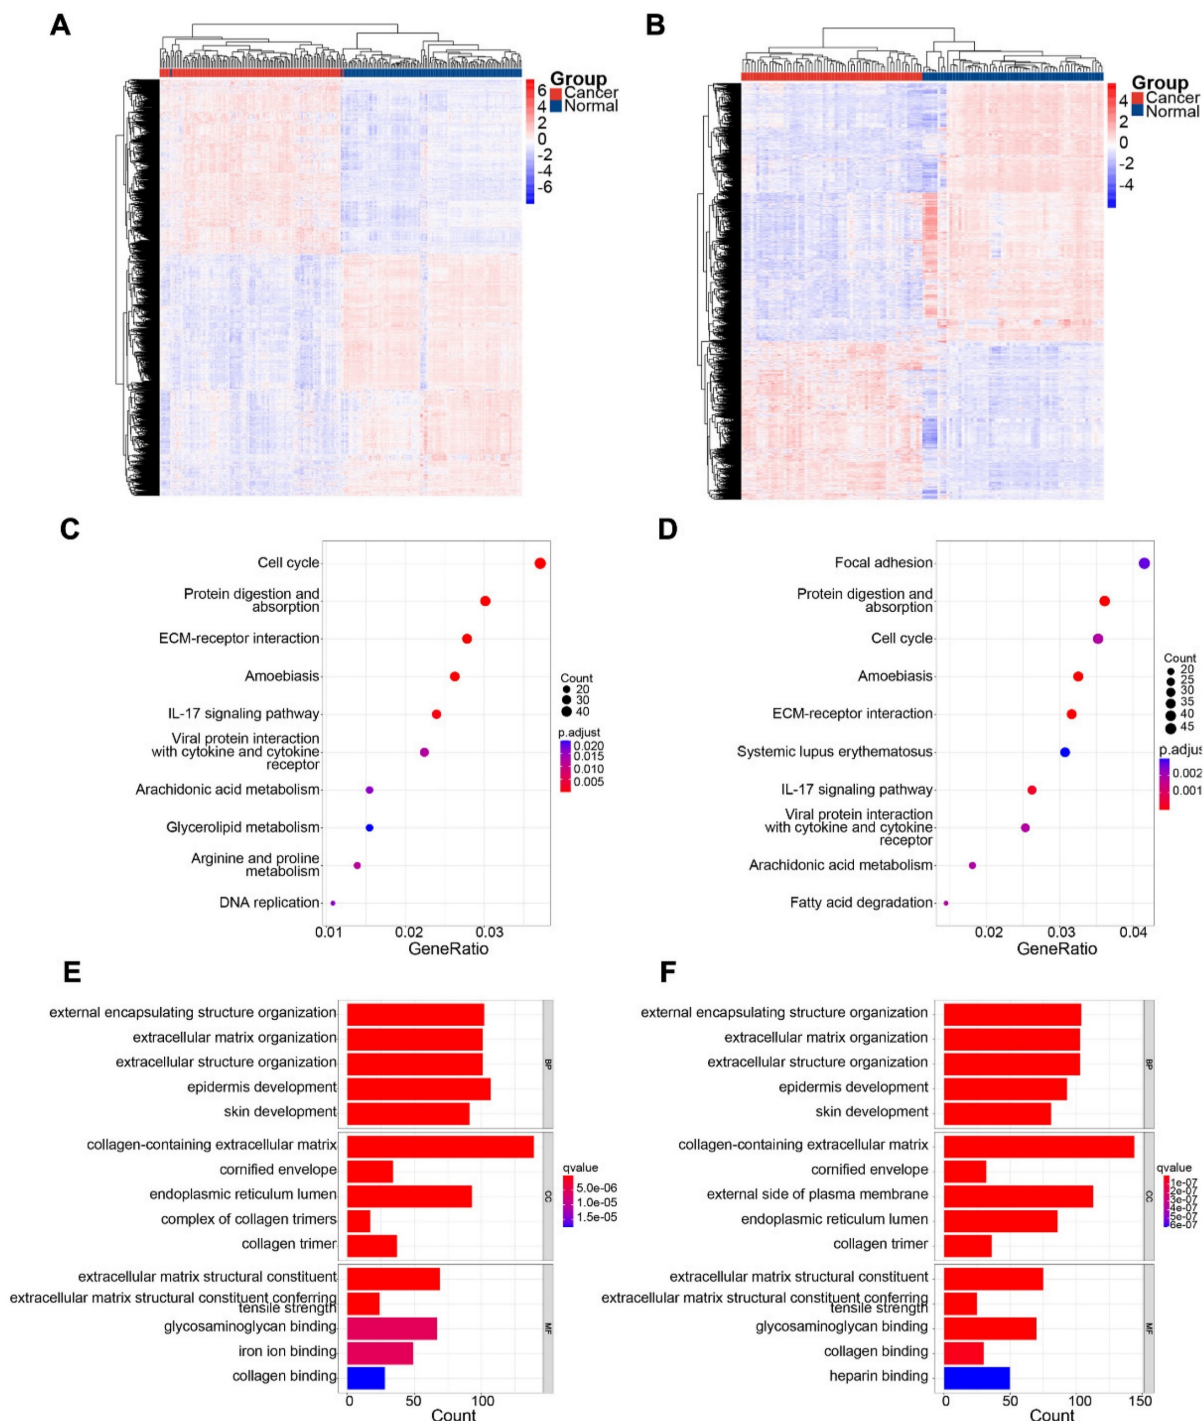 A
Group
Cancer
Normal
6
4
2
0
-2
-4
-6
B
Group
Cancer
Normal
4
2
0
-2
-4
C
Cell cycle
Protein digestion and
absorption
ECM-receptor interaction
Amoebiasis
IL-17 signaling pathway
Viral protein interaction
with cytokine and cytokine
receptor
Arachidonic acid metabolism
Glycerolipid metabolism
Arginine and proline
metabolism
DNA replication
0.01 0.02 0.03
GeneRatio
Count
20
30
40
p.adjust
0.020
0.015
0.010
0.005
D
Focal adhesion
Protein digestion and
absorption
Cell cycle
Amoebiasis
ECM-receptor interaction
Systemic lupus erythematosus
IL-17 signaling pathway
Viral protein interaction
with cytokine and cytokine
receptor
Arachidonic acid metabolism
Fatty acid degradation
0.02 0.03 0.04
GeneRatio
Count
20
25
30
35
40
45
p.adjus
0.002
0.001
E
external encapsulating structure organization
extracellular matrix organization
extracellular structure organization
epidermis development
skin development
BP
collagen-containing extracellular matrix
cornified envelope
endoplasmic reticulum lumen
complex of collagen trimers
collagen trimer
CC
extracellular matrix structural constituent
extracellular matrix structural constituent conferring
tensile strength
glycosaminoglycan binding
iron ion binding
collagen binding
MF
0 50 100
Count
qvalue
5.0e-06
1.0e-05
1.5e-05
F
external encapsulating structure organization
extracellular matrix organization
extracellular structure organization
epidermis development
skin development
BP
collagen-containing extracellular matrix
cornified envelope
external side of plasma membrane
endoplasmic reticulum lumen
collagen trimer
CC
extracellular matrix structural constituent
extracellular matrix structural constituent conferring
tensile strength
glycosaminoglycan binding
collagen binding
heparin binding
MF
0 50 100 150
Count
qvalue
1e-07
2e-07
3e-07
4e-07
5e-07
6e-07